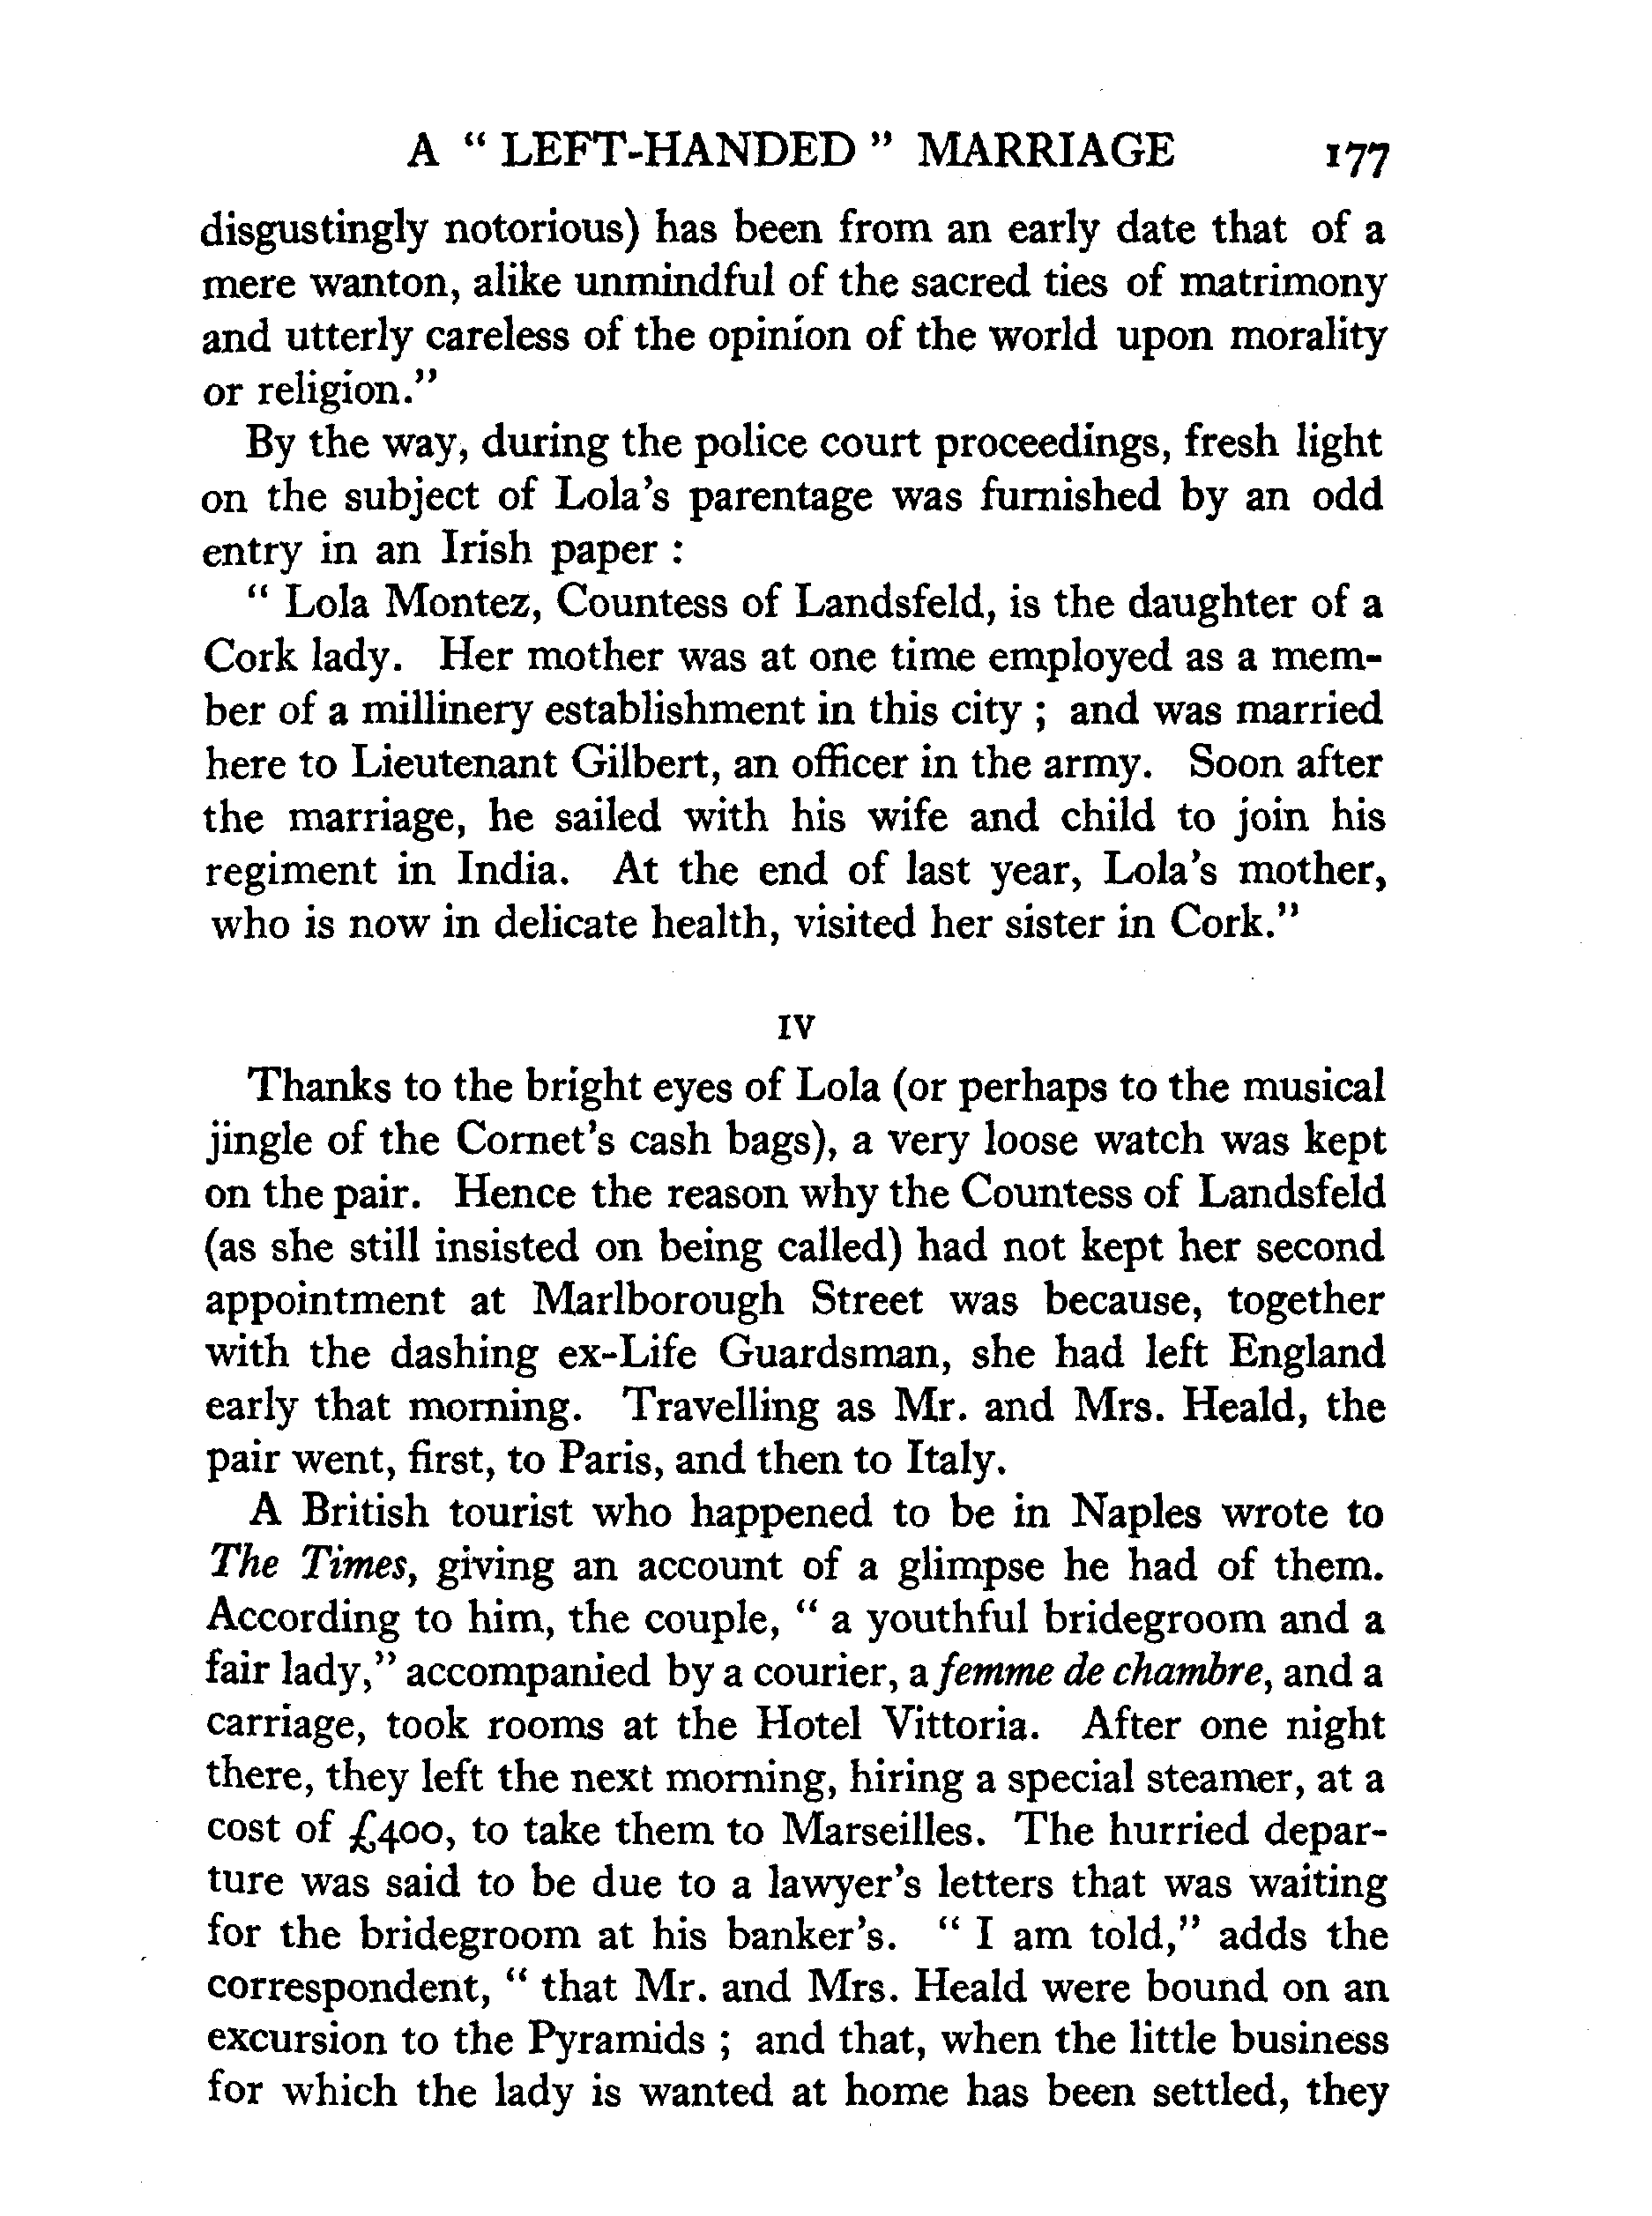 A “ LEFT-HANDED ” MARRIAGE 177
disgustingly notorious) has been from an early date that of a
mere wanton, alike unmindful of the sacred ties of matrimony
and utterly careless of the opinion of the world upon morality
or religion.”
By the way, during the police court proceedings, fresh light
on the subject of Lola’s parentage was furnished by an odd
entry in an Irish paper :
“ Lola Montez, Countess of Landsfeld, is the daughter of a
Cork lady. Her mother was at one time employed as a mem-
ber of a millinery establishment in this city ; and was married
here to Lieutenant Gilbert, an officer in the army. Soon after
the marriage, he sailed with his wife and child to join his
regiment in India. At the end of last year, Lola’s mother,
who is now in delicate health, visited her sister in Cork.”
IV
Thanks to the bright eyes of Lola (or perhaps to the musical
jingle of the Cornet’s cash bags), a very loose watch was kept
on the pair. Hence the reason why the Countess of Landsfeld
(as she still insisted on being called) had not kept her second
appointment at Marlborough Street was because, together
with the dashing ex-Life Guardsman, she had left England
early that morning. Travelling as Mr. and Mrs. Heald, the
pair went, first, to Paris, and then to Italy.
A British tourist who happened to be in Naples wrote to
The Times, giving an account of a glimpse he had of them.
According to him, the couple, “ a youthful bridegroom and a
fair lady,” accompanied by a courier, a femme de chambre, and a
carriage, took rooms at the Hotel Vittoria. After one night
there, they left the next morning, hiring a special steamer, at a
cost of £400, to take them to Marseilles. The hurried depar-
ture was said to be due to a lawyer’s letters that was waiting
for the bridegroom at his banker’s. “ I am told,” adds the
correspondent, “ that Mr. and Mrs. Heald were bound on an
excursion to the Pyramids ; and that, when the little business
for which the lady is wanted at home has been settled, they